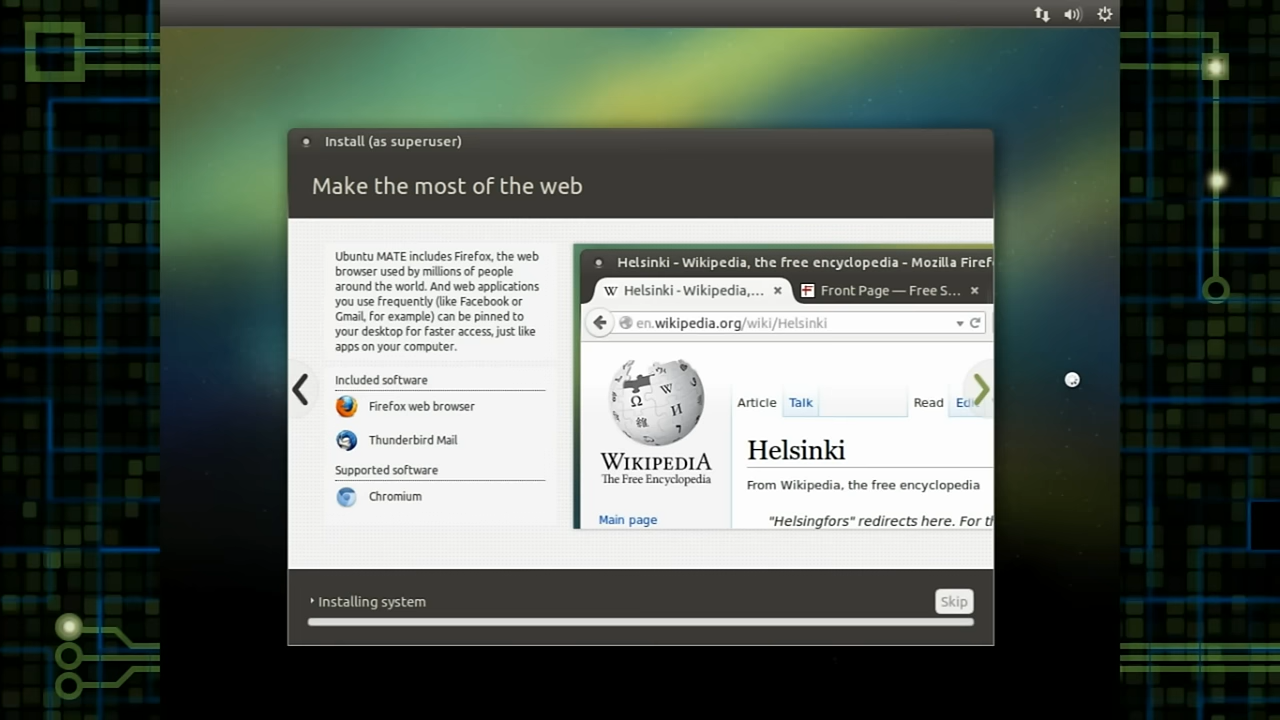 Install (as superuser)
Make the most of the web
Ubuntu MATE includes Firefox, the web
browser used by millions of people
around the world. And web applications
you use frequently (like Facebook or
Gmail, for example) can be pinned to
your desktop for faster access, just like
apps on your computer.
Included software
Firefox web browser
Thunderbird Mail
Supported software
Chromium
Helsinki - Wikipedia, the free encyclopedia - Mozilla Firef
W Helsinki - Wikipedia,... × Front Page — Free S... ×
en.wikipedia.org/wiki/Helsinki
Ω W И
WIKIPEDIA
The Free Encyclopedia
Main page
Article Talk Read
Helsinki
From Wikipedia, the free encyclopedia
"Helsingfors" redirects here. For th
Installing system
Skip